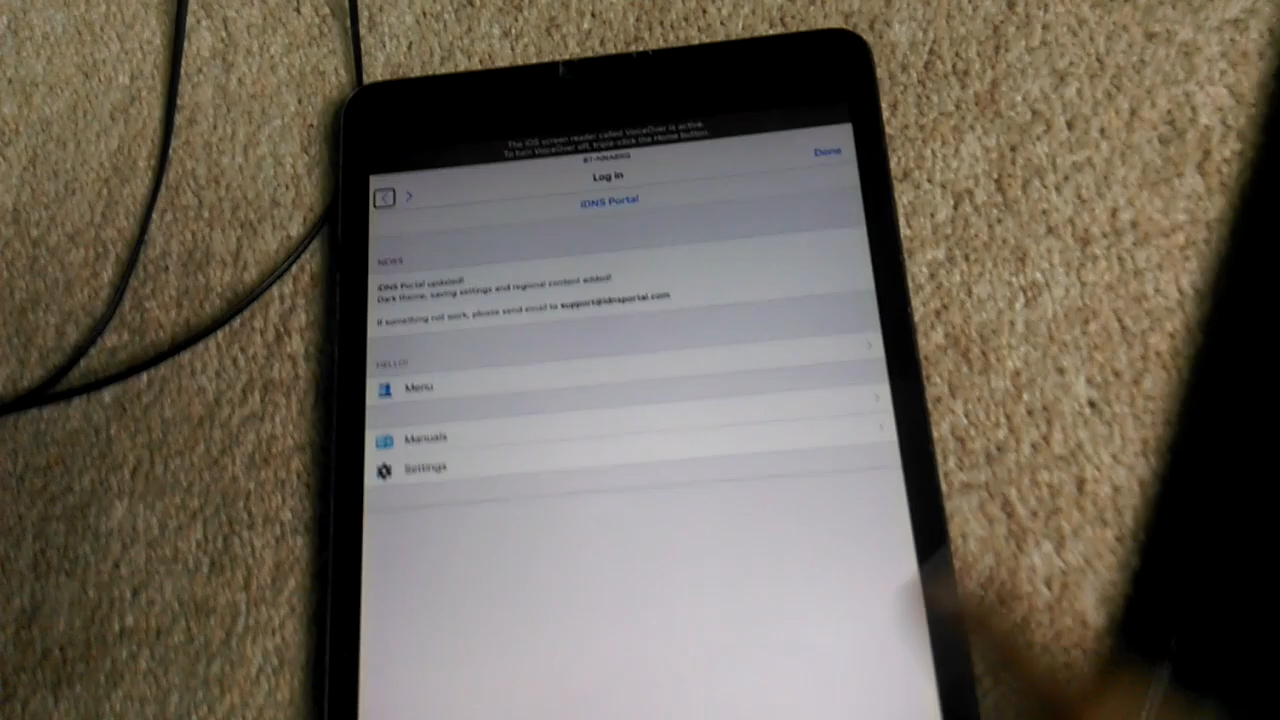 The iOS screen reader called VoiceOver is active.
To turn VoiceOver off, triple-click the Home button.
Log in
Done
iDNS Portal
NEWS
iDNS Portal updated!
Dark theme, saving settings and regional content added!
If something not work, please send email to support@idnsportal.com
HELLO!
Menu
Manuals
Settings